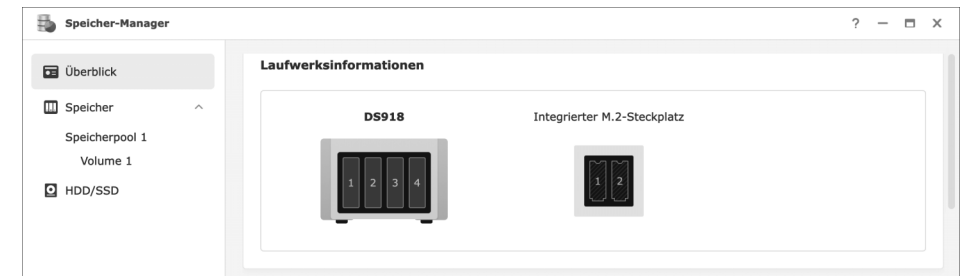 Speicher-Manager
?
Überblick
Speicher
Speicherpool 1
Volume 1
HDD/SSD
Laufwerksinformationen
DS918
Integrierter M.2-Steckplatz
1 2 3 4
1 2